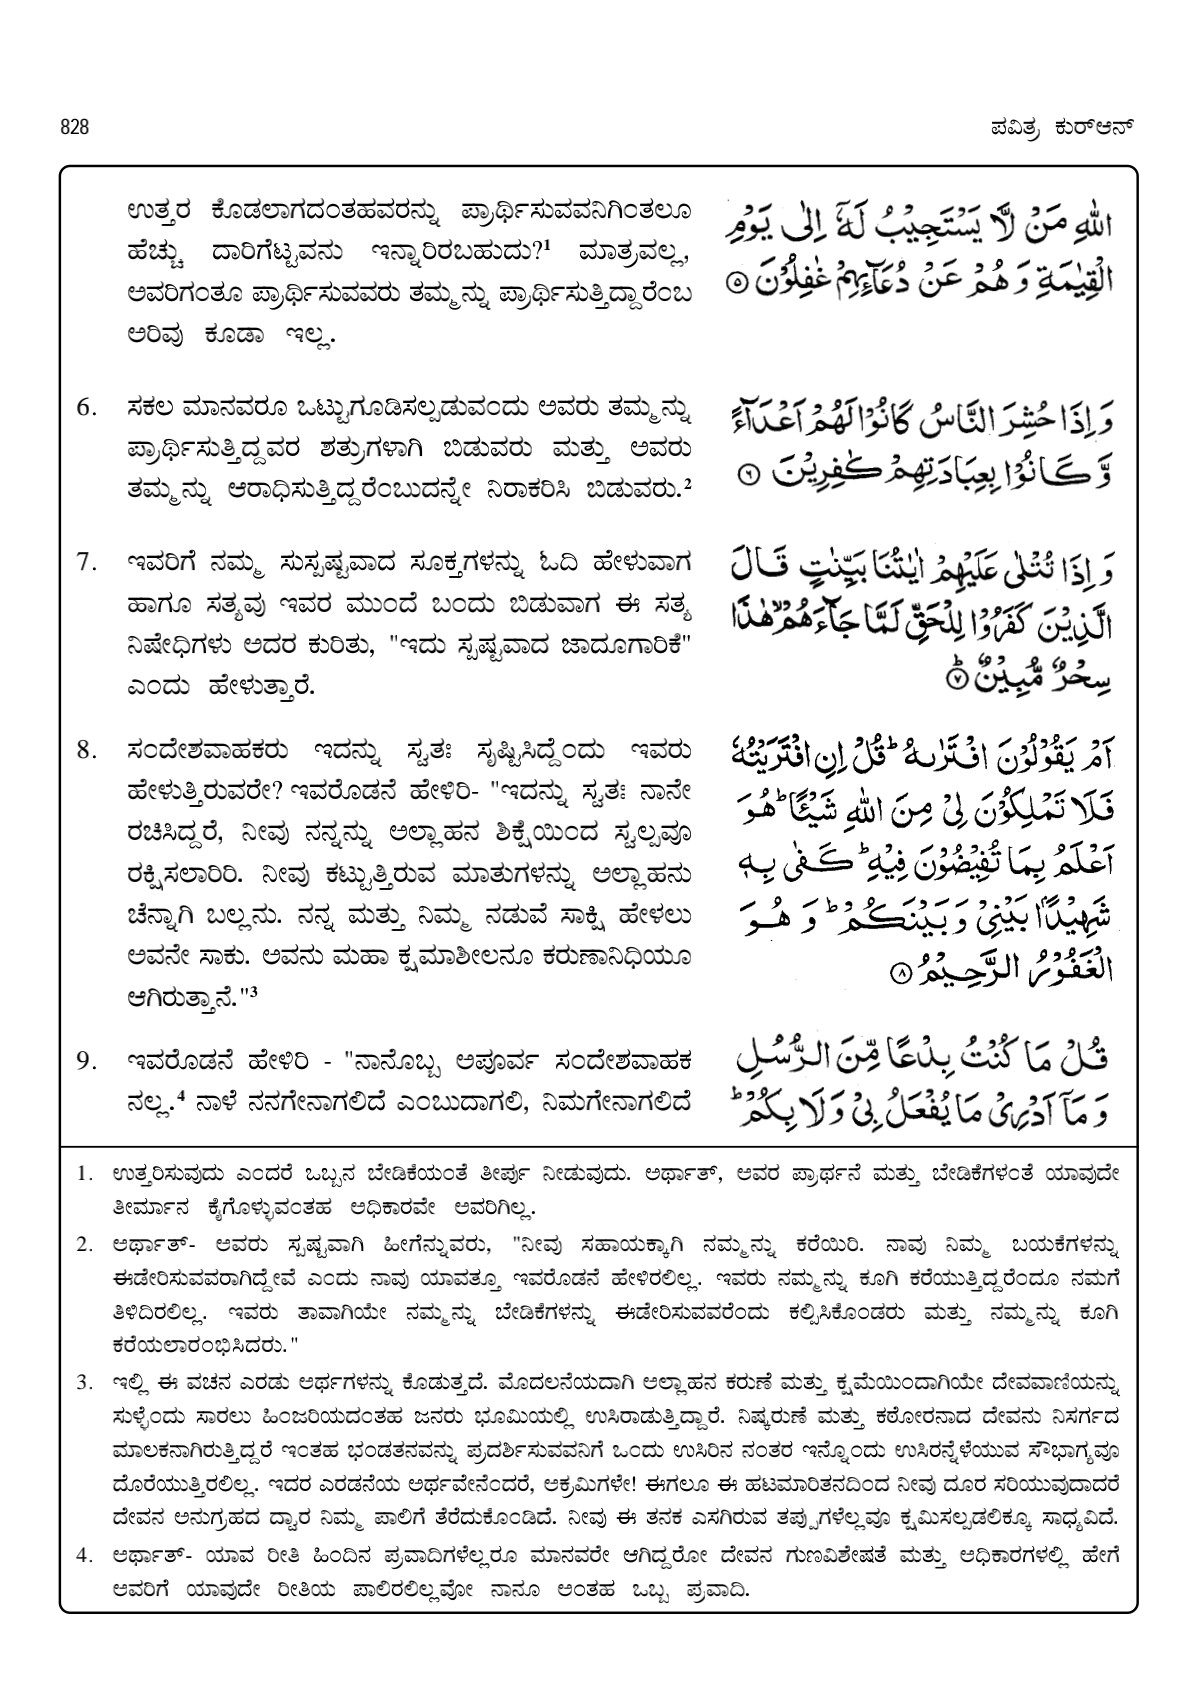 828
ಪವಿತ್ರ ಕುರ್‌ಆನ್
ಉತ್ತರ ಕೊಡಲಾಗದಂತಹವರನ್ನು ಪ್ರಾರ್ಥಿಸುವವನಿಗಿಂತಲೂ
ಹೆಚ್ಚು ದಾರಿಗೆಟ್ಟವನು ಇನ್ನಾರಿರಬಹುದು?¹ ಮಾತ್ರವಲ್ಲ,
ಅವರಿಗಂತೂ ಪ್ರಾರ್ಥಿಸುವವರು ತಮ್ಮನ್ನು ಪ್ರಾರ್ಥಿಸುತ್ತಿದ್ದಾರೆಂಬ
ಅರಿವು ಕೂಡಾ ಇಲ್ಲ.
اللّٰهِ مَنْ لَّا يَسْتَجِيْبُ لَهٗٓ اِلٰى يَوْمِ
الْقِيٰمَةِ وَهُمْ عَنْ دُعَآئِهِمْ غٰفِلُوْنَ ۝٥
6. ಸಕಲ ಮಾನವರೂ ಒಟ್ಟುಗೂಡಿಸಲ್ಪಡುವಂದು ಅವರು ತಮ್ಮನ್ನು
ಪ್ರಾರ್ಥಿಸುತ್ತಿದ್ದವರ ಶತ್ರುಗಳಾಗಿ ಬಿಡುವರು ಮತ್ತು ಅವರು
ತಮ್ಮನ್ನು ಆರಾಧಿಸುತ್ತಿದ್ದರೆಂಬುದನ್ನೇ ನಿರಾಕರಿಸಿ ಬಿಡುವರು.²
وَاِذَا حُشِرَ النَّاسُ كَانُوْا لَهُمْ اَعْدَآءً
وَّكَانُوْا بِعِبَادَتِهِمْ كٰفِرِيْنَ ۝٦
7. ಇವರಿಗೆ ನಮ್ಮ ಸುಸ್ಪಷ್ಟವಾದ ಸೂಕ್ತಗಳನ್ನು ಓದಿ ಹೇಳುವಾಗ
ಹಾಗೂ ಸತ್ಯವು ಇವರ ಮುಂದೆ ಬಂದು ಬಿಡುವಾಗ ಈ ಸತ್ಯ
ನಿಷೇಧಿಗಳು ಅದರ ಕುರಿತು, "ಇದು ಸ್ಪಷ್ಟವಾದ ಜಾದೂಗಾರಿಕೆ"
ಎಂದು ಹೇಳುತ್ತಾರೆ.
وَاِذَا تُتْلٰى عَلَيْهِمْ اٰيٰتُنَا بَيِّنٰتٍ قَالَ
الَّذِيْنَ كَفَرُوْا لِلْحَقِّ لَمَّا جَآءَهُمْ ۙ هٰذَا
سِحْرٌ مُّبِيْنٌ ؕ ۝٧
8. ಸಂದೇಶವಾಹಕರು ಇದನ್ನು ಸ್ವತಃ ಸೃಷ್ಟಿಸಿದ್ದೆಂದು ಇವರು
ಹೇಳುತ್ತಿರುವರೇ? ಇವರೊಡನೆ ಹೇಳಿರಿ- "ಇದನ್ನು ಸ್ವತಃ ನಾನೇ
ರಚಿಸಿದ್ದರೆ, ನೀವು ನನ್ನನ್ನು ಅಲ್ಲಾಹನ ಶಿಕ್ಷೆಯಿಂದ ಸ್ವಲ್ಪವೂ
ರಕ್ಷಿಸಲಾರಿರಿ. ನೀವು ಕಟ್ಟುತ್ತಿರುವ ಮಾತುಗಳನ್ನು ಅಲ್ಲಾಹನು
ಚೆನ್ನಾಗಿ ಬಲ್ಲನು. ನನ್ನ ಮತ್ತು ನಿಮ್ಮ ನಡುವೆ ಸಾಕ್ಷಿ ಹೇಳಲು
ಅವನೇ ಸಾಕು. ಅವನು ಮಹಾ ಕ್ಷಮಾಶೀಲನೂ ಕರುಣಾನಿಧಿಯೂ
ಆಗಿರುತ್ತಾನೆ."³
اَمْ يَقُوْلُوْنَ افْتَرٰىهُ ؕ قُلْ اِنِ افْتَرَيْتُهٗ
فَلَا تَمْلِكُوْنَ لِىْ مِنَ اللّٰهِ شَيْـًٔا ؕ هُوَ
اَعْلَمُ بِمَا تُفِيْضُوْنَ فِيْهِ ؕ كَفٰى بِهٖ
شَهِيْدًۢا بَيْنِىْ وَبَيْنَكُمْ ؕ وَهُوَ
الْغَفُوْرُ الرَّحِيْمُ ۝٨
9. ಇವರೊಡನೆ ಹೇಳಿರಿ - "ನಾನೊಬ್ಬ ಅಪೂರ್ವ ಸಂದೇಶವಾಹಕ
ನಲ್ಲ.⁴ ನಾಳೆ ನನಗೇನಾಗಲಿದೆ ಎಂಬುದಾಗಲಿ, ನಿಮಗೇನಾಗಲಿದೆ
قُلْ مَا كُنْتُ بِدْعًا مِّنَ الرُّسُلِ
وَمَآ اَدْرِىْ مَا يُفْعَلُ بِىْ وَلَا بِكُمْ ؕ
1. ಉತ್ತರಿಸುವುದು ಎಂದರೆ ಒಬ್ಬನ ಬೇಡಿಕೆಯಂತೆ ತೀರ್ಪು ನೀಡುವುದು. ಅರ್ಥಾತ್, ಅವರ ಪ್ರಾರ್ಥನೆ ಮತ್ತು ಬೇಡಿಕೆಗಳಂತೆ ಯಾವುದೇ
ತೀರ್ಮಾನ ಕೈಗೊಳ್ಳುವಂತಹ ಅಧಿಕಾರವೇ ಅವರಿಗಿಲ್ಲ.
2. ಅರ್ಥಾತ್- ಅವರು ಸ್ಪಷ್ಟವಾಗಿ ಹೀಗೆನ್ನುವರು, "ನೀವು ಸಹಾಯಕ್ಕಾಗಿ ನಮ್ಮನ್ನು ಕರೆಯಿರಿ. ನಾವು ನಿಮ್ಮ ಬಯಕೆಗಳನ್ನು
ಈಡೇರಿಸುವವರಾಗಿದ್ದೇವೆ ಎಂದು ನಾವು ಯಾವತ್ತೂ ಇವರೊಡನೆ ಹೇಳಿರಲಿಲ್ಲ. ಇವರು ನಮ್ಮನ್ನು ಕೂಗಿ ಕರೆಯುತ್ತಿದ್ದರೆಂದೂ ನಮಗೆ
ತಿಳಿದಿರಲಿಲ್ಲ. ಇವರು ತಾವಾಗಿಯೇ ನಮ್ಮನ್ನು ಬೇಡಿಕೆಗಳನ್ನು ಈಡೇರಿಸುವವರೆಂದು ಕಲ್ಪಿಸಿಕೊಂಡರು ಮತ್ತು ನಮ್ಮನ್ನು ಕೂಗಿ
ಕರೆಯಲಾರಂಭಿಸಿದರು."
3. ಇಲ್ಲಿ ಈ ವಚನ ಎರಡು ಅರ್ಥಗಳನ್ನು ಕೊಡುತ್ತದೆ. ಮೊದಲನೆಯದಾಗಿ ಅಲ್ಲಾಹನ ಕರುಣೆ ಮತ್ತು ಕ್ಷಮೆಯಿಂದಾಗಿಯೇ ದೇವವಾಣಿಯನ್ನು
ಸುಳ್ಳೆಂದು ಸಾರಲು ಹಿಂಜರಿಯದಂತಹ ಜನರು ಭೂಮಿಯಲ್ಲಿ ಉಸಿರಾಡುತ್ತಿದ್ದಾರೆ. ನಿಷ್ಕರುಣೆ ಮತ್ತು ಕಠೋರನಾದ ದೇವನು ನಿಸರ್ಗದ
ಮಾಲಕನಾಗಿರುತ್ತಿದ್ದರೆ ಇಂತಹ ಭಂಡತನವನ್ನು ಪ್ರದರ್ಶಿಸುವವನಿಗೆ ಒಂದು ಉಸಿರಿನ ನಂತರ ಇನ್ನೊಂದು ಉಸಿರನ್ನೆಳೆಯುವ ಸೌಭಾಗ್ಯವೂ
ದೊರೆಯುತ್ತಿರಲಿಲ್ಲ. ಇದರ ಎರಡನೆಯ ಅರ್ಥವೇನೆಂದರೆ, ಅಕ್ರಮಿಗಳೇ! ಈಗಲೂ ಈ ಹಟಮಾರಿತನದಿಂದ ನೀವು ದೂರ ಸರಿಯುವುದಾದರೆ
ದೇವನ ಅನುಗ್ರಹದ ದ್ವಾರ ನಿಮ್ಮ ಪಾಲಿಗೆ ತೆರೆದುಕೊಂಡಿದೆ. ನೀವು ಈ ತನಕ ಎಸಗಿರುವ ತಪ್ಪುಗಳೆಲ್ಲವೂ ಕ್ಷಮಿಸಲ್ಪಡಲಿಕ್ಕೂ ಸಾಧ್ಯವಿದೆ.
4. ಅರ್ಥಾತ್- ಯಾವ ರೀತಿ ಹಿಂದಿನ ಪ್ರವಾದಿಗಳೆಲ್ಲರೂ ಮಾನವರೇ ಆಗಿದ್ದರೋ ದೇವನ ಗುಣವಿಶೇಷತೆ ಮತ್ತು ಅಧಿಕಾರಗಳಲ್ಲಿ ಹೇಗೆ
ಅವರಿಗೆ ಯಾವುದೇ ರೀತಿಯ ಪಾಲಿರಲಿಲ್ಲವೋ ನಾನೂ ಅಂತಹ ಒಬ್ಬ ಪ್ರವಾದಿ.